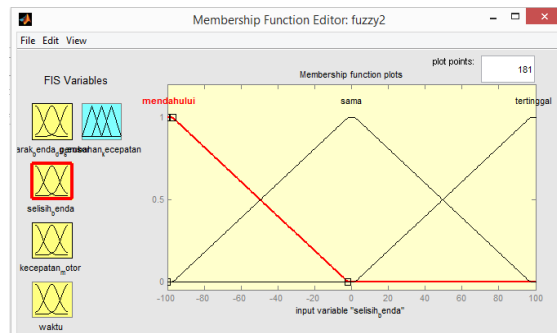 Membership Function Editor: fuzzy2
File Edit View
FIS Variables
plot points:
181
Membership function plots
selisih_benda
kecepatan_motor
waktu
mendahului
sama
tertinggal
1
0.5
0
-100 -80 -60 -40 -20 0 20 40 60 80 100
input variable "selisih_benda"